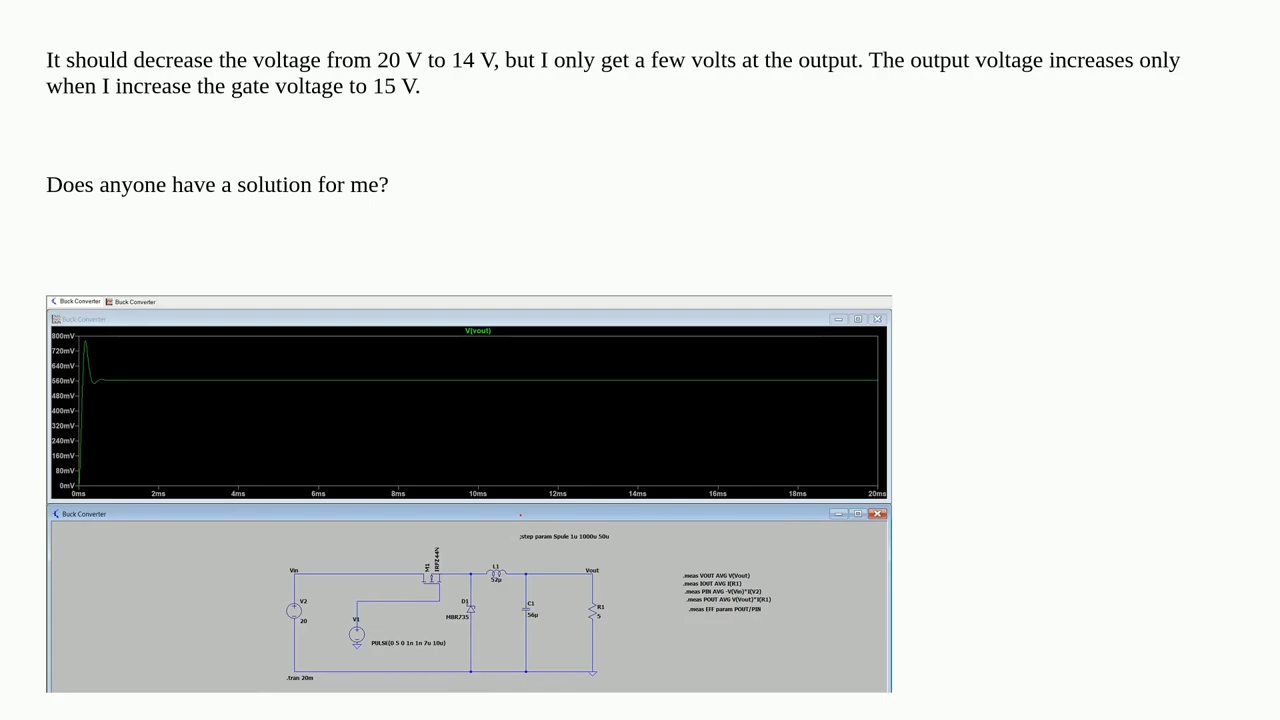 It should decrease the voltage from 20 V to 14 V, but I only get a few volts at the output. The output voltage increases only
when I increase the gate voltage to 15 V.
Does anyone have a solution for me?
Buck Converter Buck Converter
Buck Converter
V(vout)
800mV
720mV
640mV
560mV
480mV
400mV
320mV
240mV
160mV
80mV
0mV
0ms 2ms 4ms 6ms 8ms 10ms 12ms 14ms 16ms 18ms 20ms
Buck Converter
;step param Spule 1u 1000u 50u
M1
IRFZ44N
Vin
L1
52µ
Vout
V2
20
V1
PULSE(0 5 0 1n 1n 7u 10u)
D1
MBR735
C1
56µ
R1
5
.meas VOUT AVG V(Vout)
.meas IOUT AVG I(R1)
.meas PIN AVG -V(Vin)*I(V2)
.meas POUT AVG V(Vout)*I(R1)
.meas EFF param POUT/PIN
.tran 20m